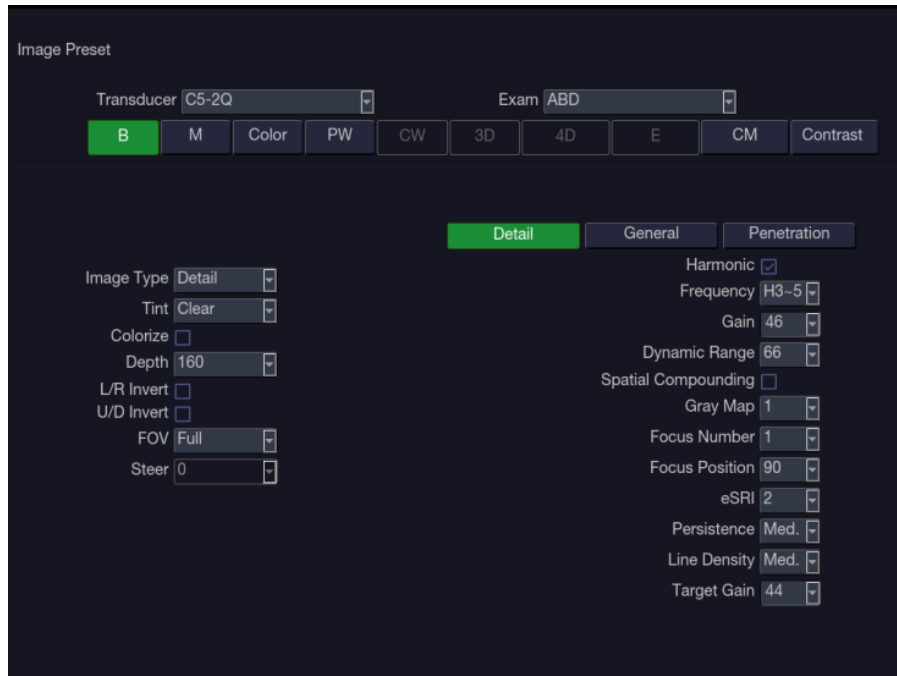 Image Preset
Transducer C5-2Q Exam ABD
B M Color PW CW 3D 4D E CM Contrast
Detail General Penetration
Image Type Detail
Tint Clear
Colorize
Depth 160
L/R Invert
U/D Invert
FOV Full
Steer 0
Harmonic
Frequency H3~5
Gain 46
Dynamic Range 66
Spatial Compounding
Gray Map 1
Focus Number 1
Focus Position 90
eSRI 2
Persistence Med.
Line Density Med.
Target Gain 44